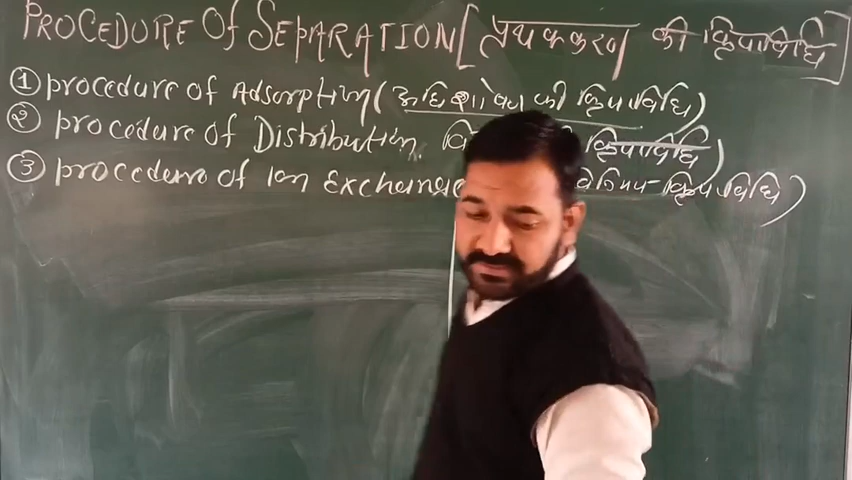 PROCEDURE OF SEPARATION [पृथक्करण की क्रियाविधि]
① procedure of Adsorption (अधिशोषण की क्रियाविधि)
② procedure of Distribution. वि क्रियाविधि)
③ procedure of Ion Exchange विनिमय-क्रियाविधि)